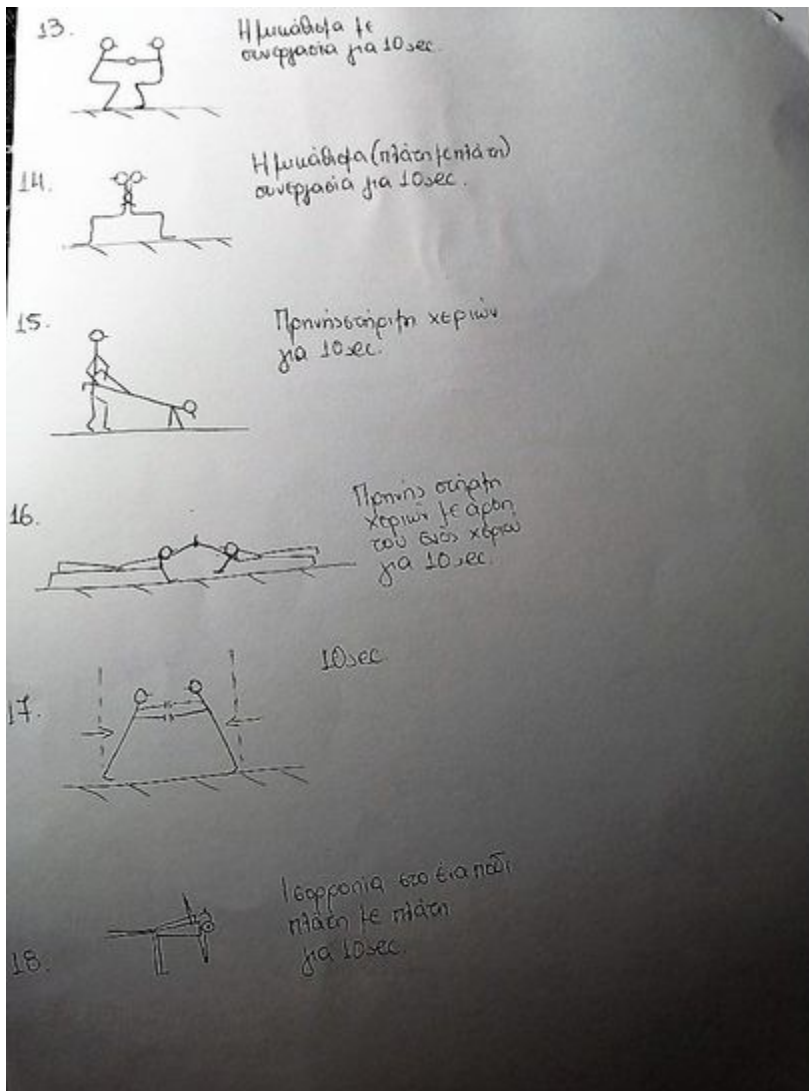 13.
Ημικάθισμα με
συνεργασία για 10sec.
14.
Ημικάθισμα (πλάτη με πλάτη)
συνεργασία για 10sec.
15.
Πρηνής στήριξη χεριών
για 10sec.
16.
Πρηνής στήριξη
χεριών με άρση
του ενός χεριού
για 10sec.
17.
10sec.
18.
Ισορροπία στο ένα πόδι
πλάτη με πλάτη
για 10sec.